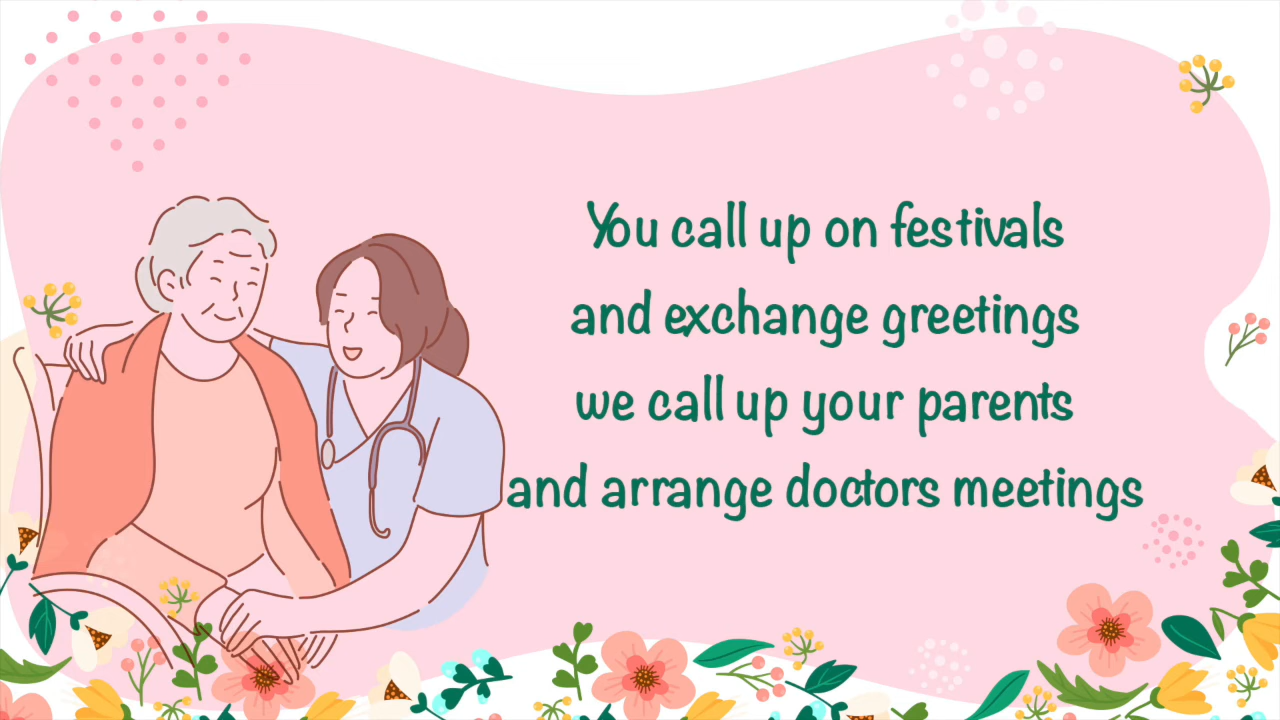 You call up on festivals
and exchange greetings
we call up your parents
and arrange doctors meetings